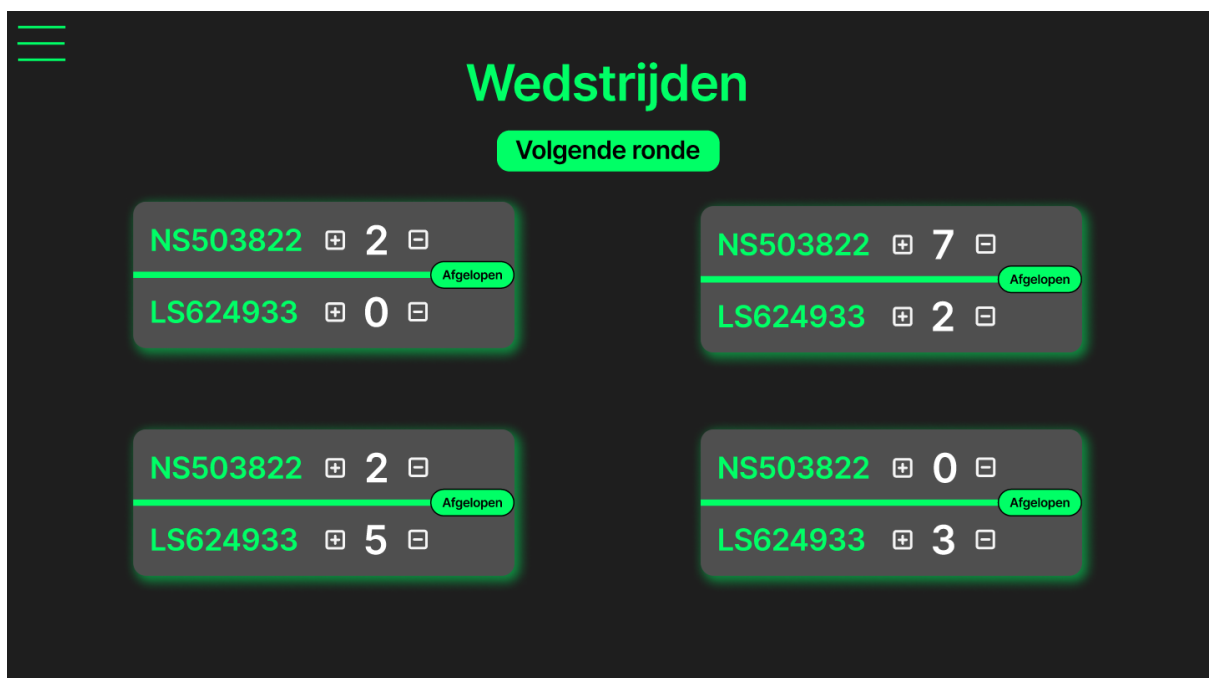 Wedstrijden
Volgende ronde
NS503822 2
Afgelopen
LS624933 0
NS503822 7
Afgelopen
LS624933 2
NS503822 2
Afgelopen
LS624933 5
NS503822 0
Afgelopen
LS624933 3